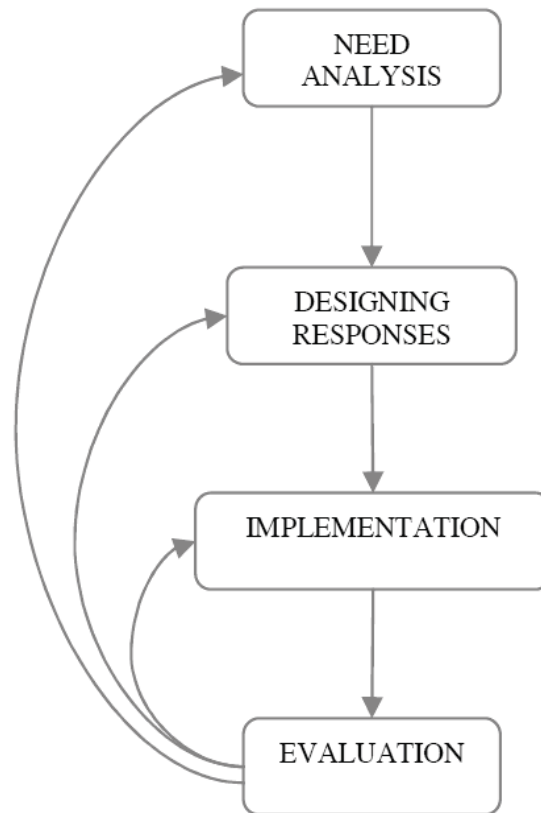 NEED
ANALYSIS
DESIGNING
RESPONSES
IMPLEMENTATION
EVALUATION